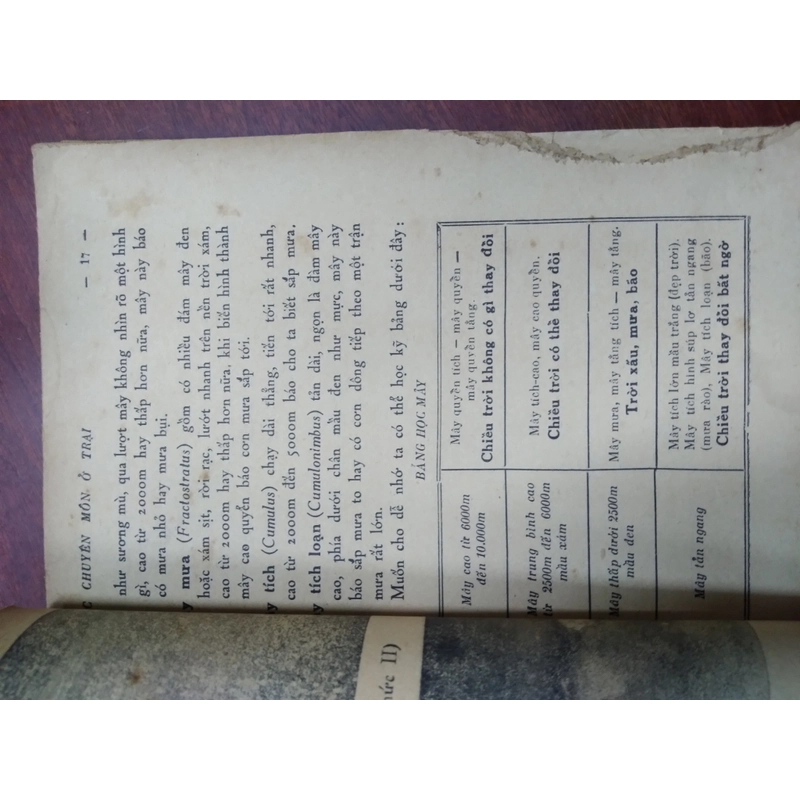 C CHUYÊN MÔN Ở TRẠI — 17 —
như sương mù, qua lượt mây không nhìn rõ một hình
gì, cao từ 2000m hay thấp hơn nữa, mây này báo
có mưa nhỏ hay mưa bụi.
y mưa (Fractostratus) gồm có nhiều đám mây đen
hoặc xám sịt, rời rạc, lướt nhanh trên nền trời xám,
cao từ 2000m hay thấp hơn nữa, khi biến hình thành
mây cao quyển báo cơn mưa sắp tới.
y tích (Cumulus) chạy dài thẳng, tiến tới rất nhanh,
cao từ 2000m đến 5000m báo cho ta biết sắp mưa.
y tích loạn (Cumulonimbus) tản dài, ngọn là đám mây
cao, phía dưới chân mầu đen như mực, mây này
báo sắp mưa to hay có cơn dông tiếp theo một trận
mưa rất lớn.
Muốn cho dễ nhớ ta có thể học kỹ bảng dưới đây :
BẢNG HỌC MÂY
Mây cao từ 6000m
đến 10.000m
Mây quyển tích — mây quyển —
mây quyển tầng.
Chiều trời không có gì thay đổi
Mây trung bình cao
từ 2500m đến 6000m
mầu xám
Mây tích-cao, mây cao quyển.
Chiều trời có thể thay đổi
Mây thấp dưới 2500m
mầu đen
Mây mưa, mây tầng tích — mây tầng.
Trời xấu, mưa, bão
Mây tản ngang
Mây tích lớn mầu trắng (đẹp trời).
Mây tích hình súp lơ tản ngang
(mưa rào), Mây tích loạn (bão).
Chiều trời thay đổi bất ngờ
hức II)